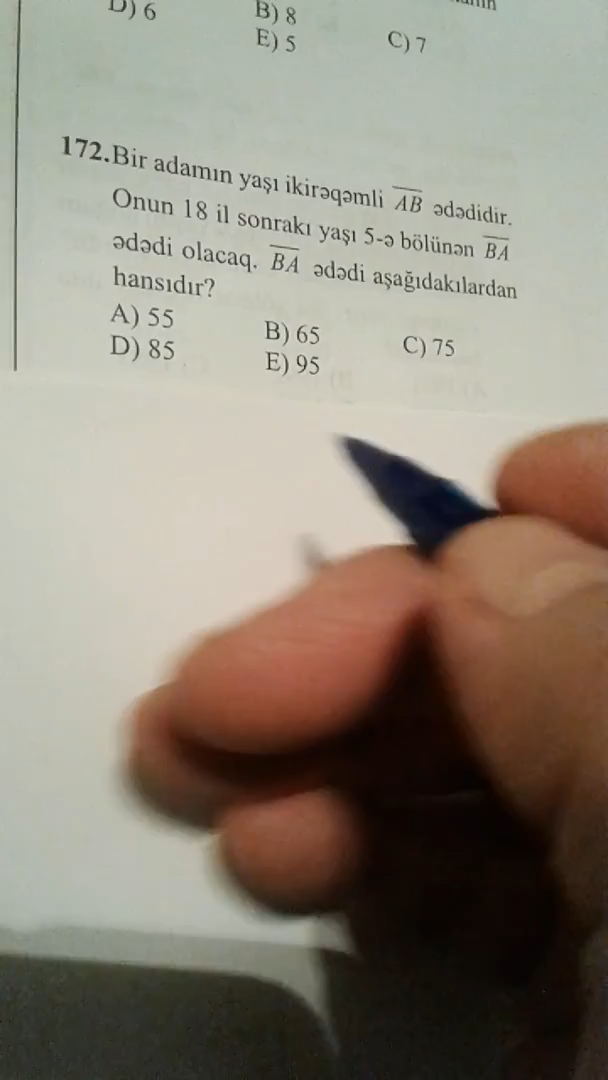 D) 6 B) 8
E) 5 C) 7
172. Bir adamın yaşı ikirəqəmli AB ədədidir.
Onun 18 il sonrakı yaşı 5-ə bölünən BA
ədədi olacaq. BA ədədi aşağıdakılardan
hansıdır?
A) 55 B) 65 C) 75
D) 85 E) 95